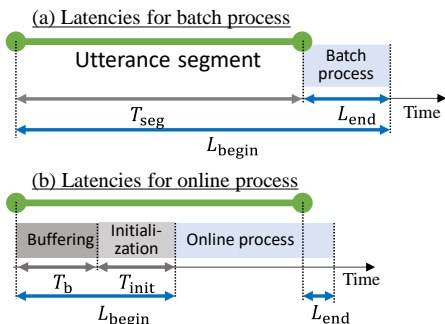 (a) Latencies for batch process
Utterance segment
Batch
process
T_seg
L_end
Time
L_begin
(b) Latencies for online process
Buffering
Initiali-
zation
Online process
T_b
T_init
Time
L_begin
L_end